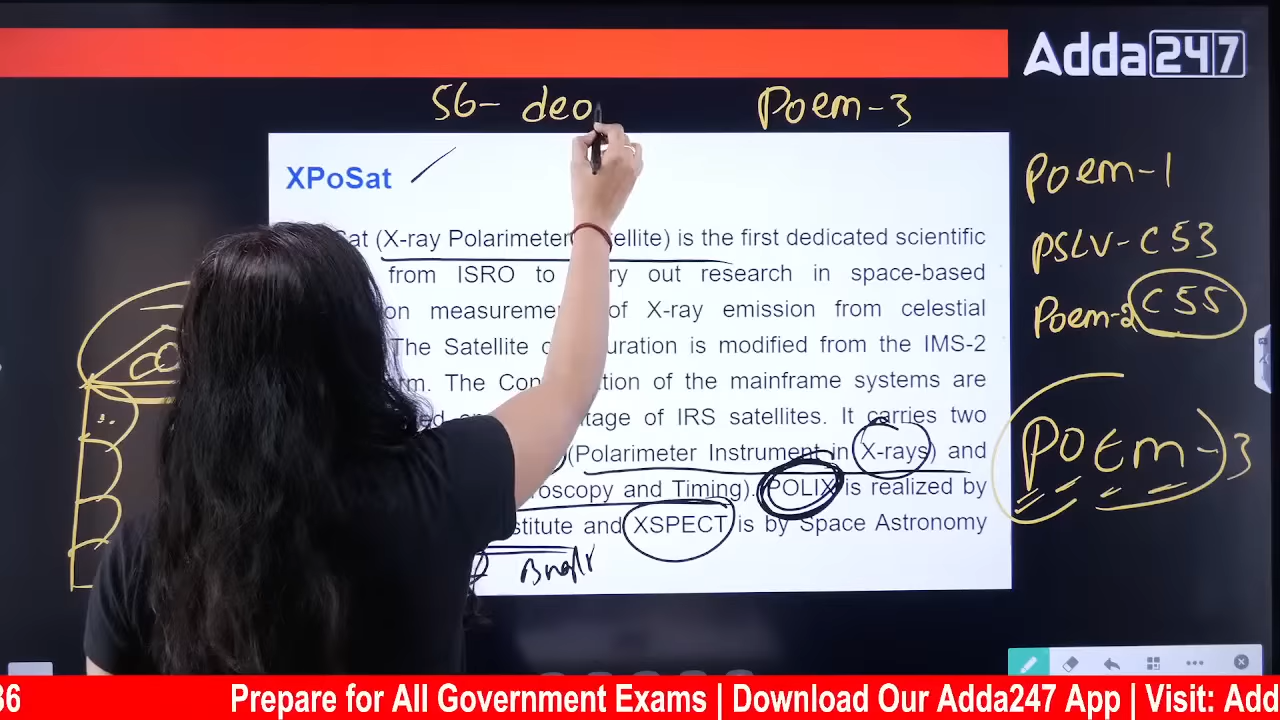 Adda247
56- deo
Poem-3
XPoSat
Sat (X-ray Polarimeter ellite) is the first dedicated scientific
from ISRO to ry out research in space-based
on measurement of X-ray emission from celestial
The Satellite uration is modified from the IMS-2
rm. The Con tion of the mainframe systems are
ed tage of IRS satellites. It carries two
(Polarimeter Instrument in X-rays) and
roscopy and Timing). POLIX is realized by
stitute and XSPECT is by Space Astronomy
Poem-1
PSLV-C53
Poem-2 C55
POEM-3
36 Prepare for All Government Exams | Download Our Adda247 App | Visit: Add